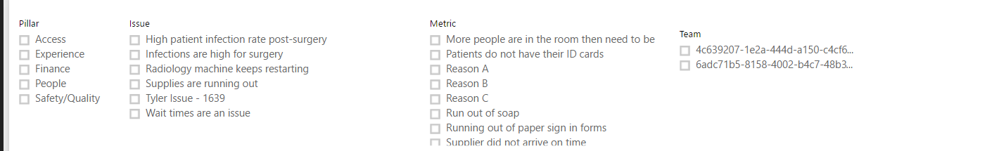 Pillar
Access
Experience
Finance
People
Safety/Quality
Issue
High patient infection rate post-surgery
Infections are high for surgery
Radiology machine keeps restarting
Supplies are running out
Tyler Issue - 1639
Wait times are an issue
Metric
More people are in the room then need to be
Patients do not have their ID cards
Reason A
Reason B
Reason C
Run out of soap
Running out of paper sign in forms
Supplier did not arrive on time
Team
4c639207-1e2a-444d-a150-c4cf6...
6adc71b5-8158-4002-b4c7-48b3...